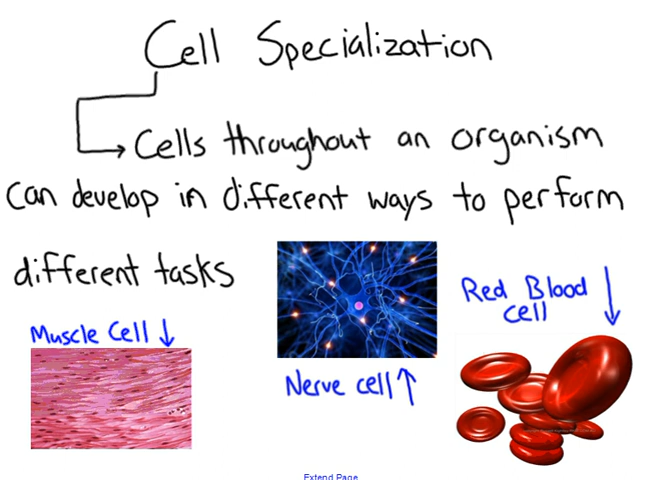 Cell Specialization
Cells throughout an organism
can develop in different ways to perform
different tasks
Red Blood
cell
Muscle Cell
Nerve cell
Extend Page